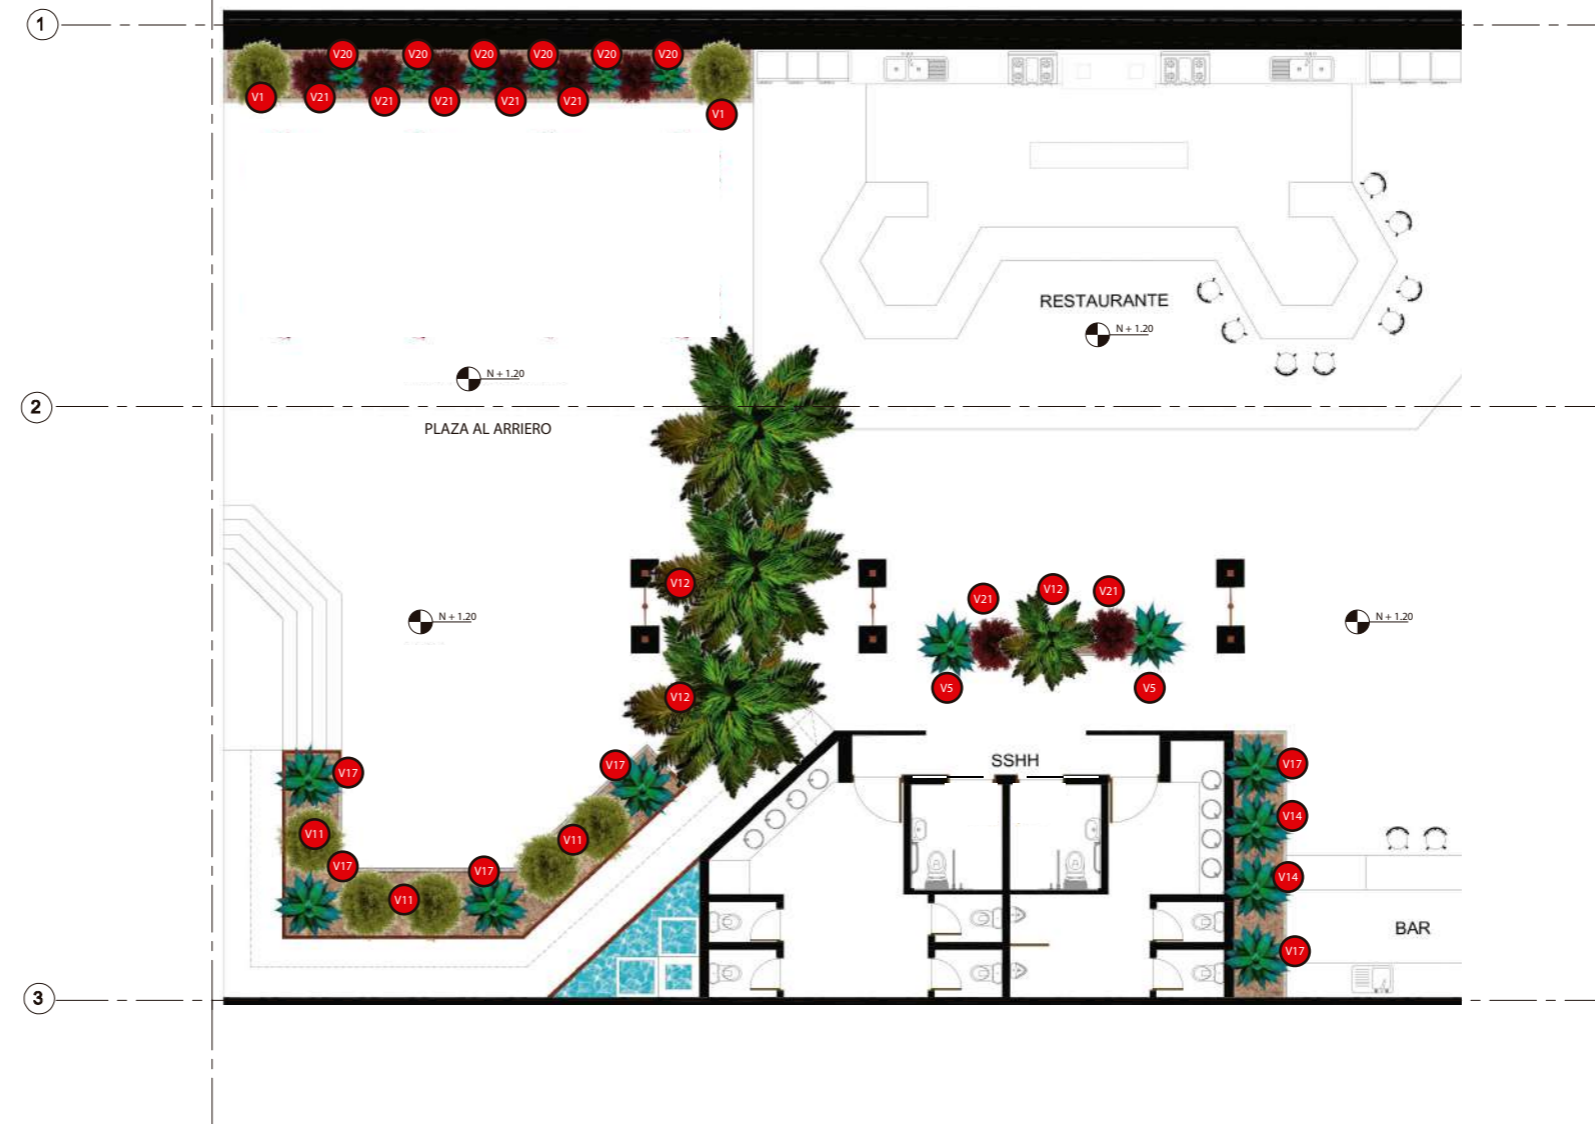 1
V20 V20 V20 V20 V20 V20
V1 V21 V21 V21 V21 V21 V1
RESTAURANTE
N + 1.20
N + 1.20
2
PLAZA AL ARRIERO
V12
V21 V12 V21
N + 1.20
N + 1.20
V5 V5
V12
SSHH
V17 V17 V17
V11 V11 V14
V17 V17 V14
V11
BAR
V17
3